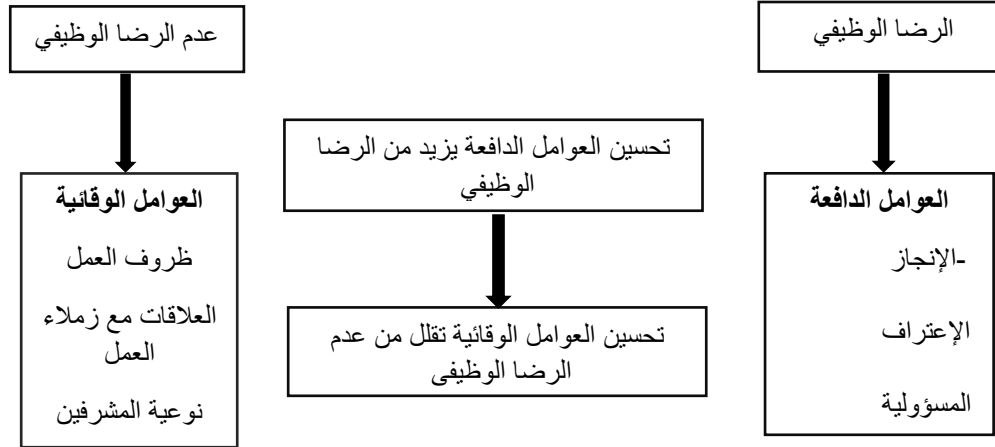 الرضا الوظيفي
العوامل الدافعة
-الإنجاز
الإعتراف
المسؤولية
تحسين العوامل الدافعة يزيد من الرضا
الوظيفي
تحسين العوامل الوقائية تقلل من عدم
الرضا الوظيفى
عدم الرضا الوظيفي
العوامل الوقائية
ظروف العمل
العلاقات مع زملاء
العمل
نوعية المشرفين